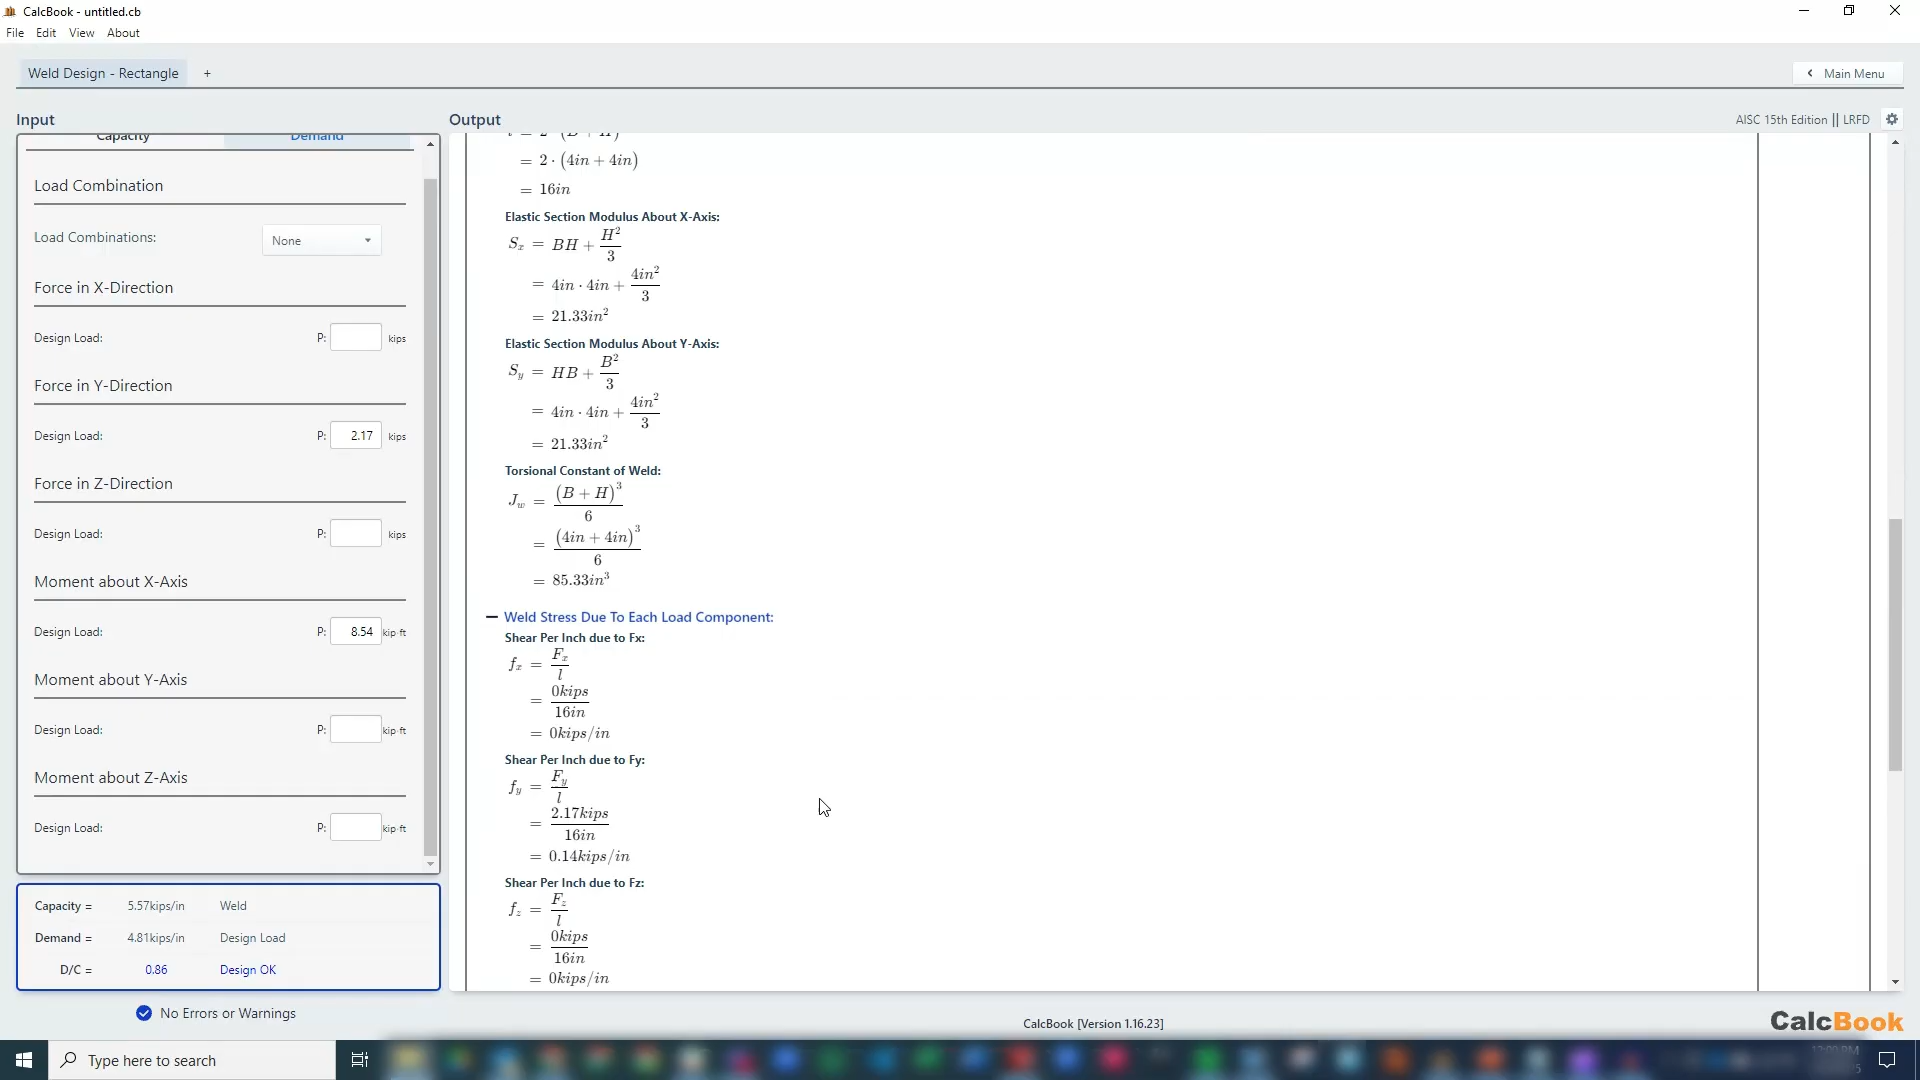 CalcBook - untitled.cb
File Edit View About
Weld Design - Rectangle +
Main Menu
Input
Output
AISC 15th Edition || LRFD
Capacity Demand
Load Combination
Load Combinations: None
Force in X-Direction
Design Load: P: kips
Force in Y-Direction
Design Load: P: 2.17 kips
Force in Z-Direction
Design Load: P: kips
Moment about X-Axis
Design Load: P: 8.54 kip·ft
Moment about Y-Axis
Design Load: P: kip·ft
Moment about Z-Axis
Design Load: P: kip·ft
Capacity = 5.57kips/in Weld
Demand = 4.81kips/in Design Load
D/C = 0.86 Design OK
No Errors or Warnings
l = 2 · (B + H)
= 2 · (4in + 4in)
= 16in
Elastic Section Modulus About X-Axis:
Sₓ = BH + H²/3
= 4in · 4in + 4in²/3
= 21.33in²
Elastic Section Modulus About Y-Axis:
S_y = HB + B²/3
= 4in · 4in + 4in²/3
= 21.33in²
Torsional Constant of Weld:
J_w = (B + H)³/6
= (4in + 4in)³/6
= 85.33in³
Weld Stress Due To Each Load Component:
Shear Per Inch due to Fx:
f_x = F_x/l
= 0kips/16in
= 0kips/in
Shear Per Inch due to Fy:
f_y = F_y/l
= 2.17kips/16in
= 0.14kips/in
Shear Per Inch due to Fz:
f_z = F_z/l
= 0kips/16in
= 0kips/in
CalcBook [Version 1.16.23]
CalcBook
Type here to search